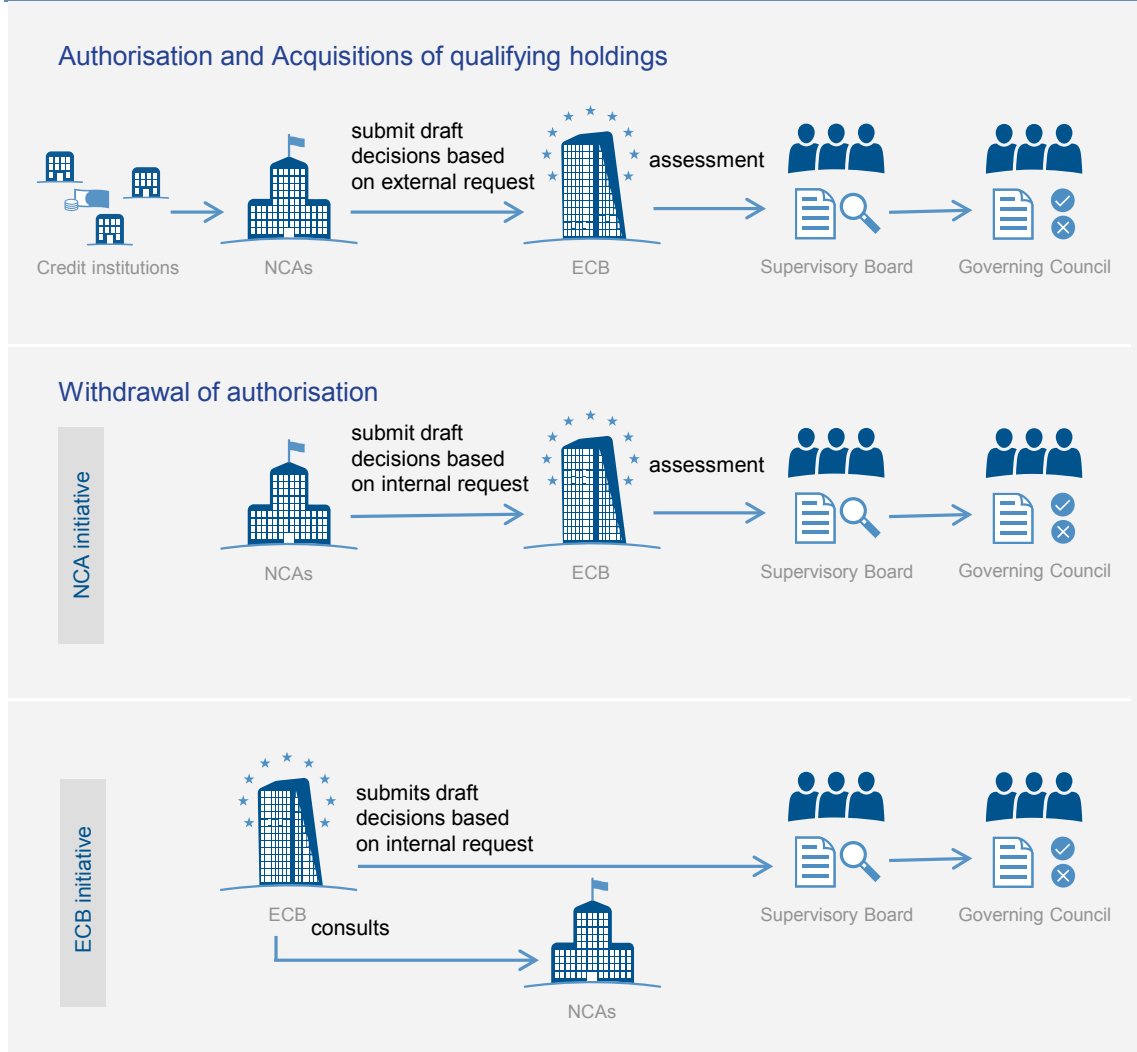 Authorisation and Acquisitions of qualifying holdings
submit draft
decisions based
on external request
assessment
Credit institutions
NCAs
ECB
Supervisory Board
Governing Council
Withdrawal of authorisation
NCA initiative
submit draft
decisions based
on internal request
assessment
NCAs
ECB
Supervisory Board
Governing Council
ECB initiative
submits draft
decisions based
on internal request
ECB
consults
Supervisory Board
Governing Council
NCAs